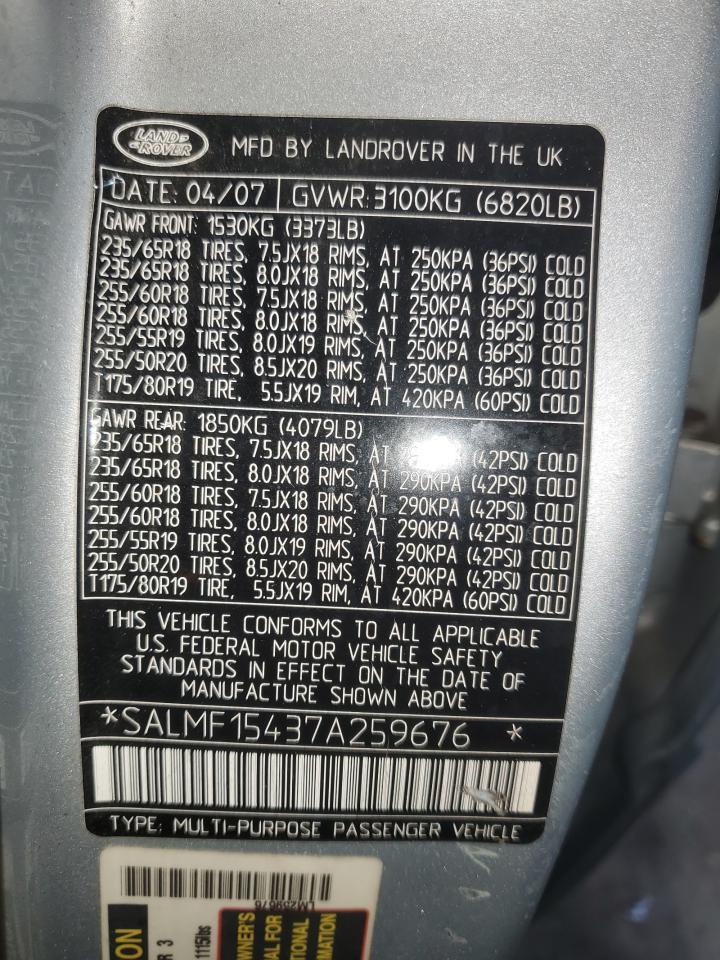 LAND-
-ROVER
MFD BY LANDROVER IN THE UK
DATE: 04/07 GVWR: 3100KG (6820LB)
GAWR FRONT: 1530KG (3373LB)
235/65R18 TIRES, 7.5JX18 RIMS, AT 250KPA (36PSI) COLD
235/65R18 TIRES, 8.0JX18 RIMS, AT 250KPA (36PSI) COLD
255/60R18 TIRES, 7.5JX18 RIMS, AT 250KPA (36PSI) COLD
255/60R18 TIRES, 8.0JX18 RIMS, AT 250KPA (36PSI) COLD
255/55R19 TIRES, 8.0JX19 RIMS, AT 250KPA (36PSI) COLD
255/50R20 TIRES, 8.5JX20 RIMS, AT 250KPA (36PSI) COLD
T175/80R19 TIRE, 5.5JX19 RIM, AT 420KPA (60PSI) COLD
GAWR REAR: 1850KG (4079LB)
235/65R18 TIRES, 7.5JX18 RIMS, AT (42PSI) COLD
235/65R18 TIRES, 8.0JX18 RIMS, AT 290KPA (42PSI) COLD
255/60R18 TIRES, 7.5JX18 RIMS, AT 290KPA (42PSI) COLD
255/60R18 TIRES, 8.0JX18 RIMS, AT 290KPA (42PSI) COLD
255/55R19 TIRES, 8.0JX19 RIMS, AT 290KPA (42PSI) COLD
255/50R20 TIRES, 8.5JX20 RIMS, AT 290KPA (42PSI) COLD
T175/80R19 TIRE, 5.5JX19 RIM, AT 420KPA (60PSI) COLD
THIS VEHICLE CONFORMS TO ALL APPLICABLE
U.S. FEDERAL MOTOR VEHICLE SAFETY
STANDARDS IN EFFECT ON THE DATE OF
MANUFACTURE SHOWN ABOVE
*SALMF15437A259676 *
TYPE: MULTI-PURPOSE PASSENGER VEHICLE
LM259676
ON
R 3
1115lbs
WNER'S
AL FOR
TIONAL
MATION